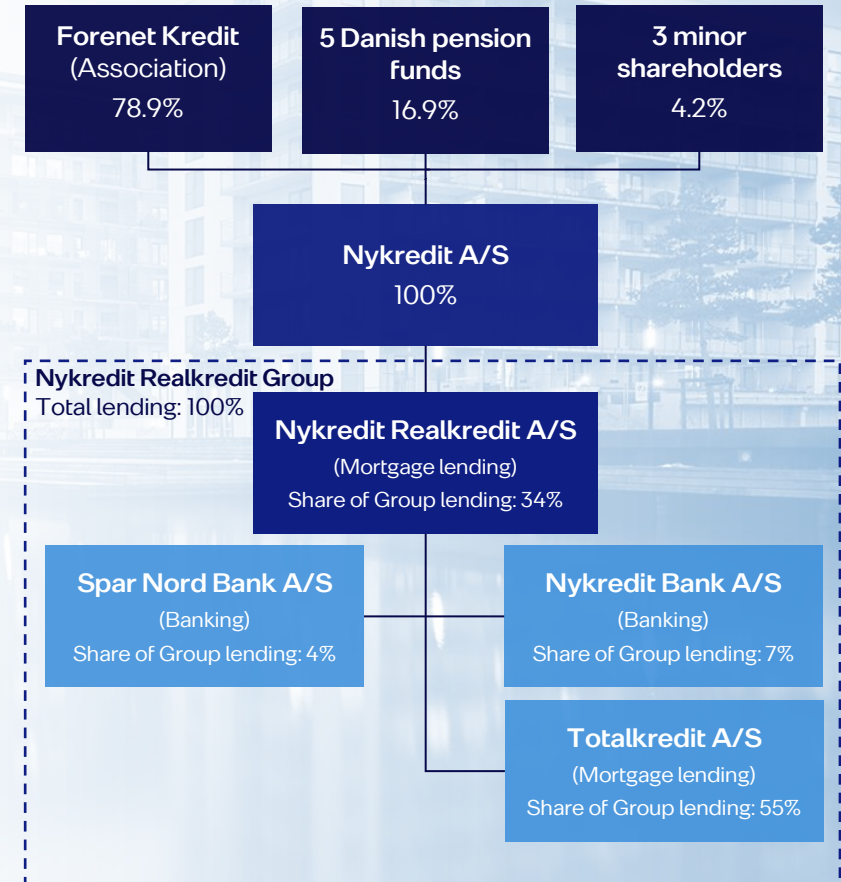 Forenet Kredit
(Association)
78.9%
5 Danish pension
funds
16.9%
3 minor
shareholders
4.2%
Nykredit A/S
100%
Nykredit Realkredit Group
Total lending: 100%
Nykredit Realkredit A/S
(Mortgage lending)
Share of Group lending: 34%
Spar Nord Bank A/S
(Banking)
Share of Group lending: 4%
Nykredit Bank A/S
(Banking)
Share of Group lending: 7%
Totalkredit A/S
(Mortgage lending)
Share of Group lending: 55%